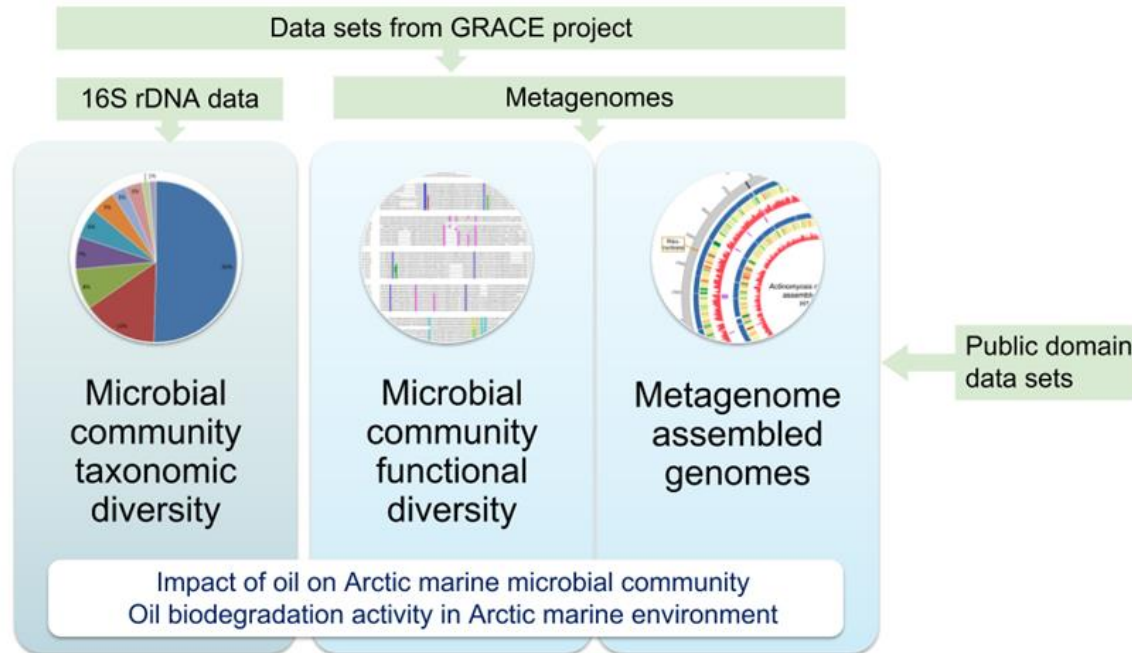 Data sets from GRACE project
16S rDNA data
Metagenomes
Microbial
community
taxonomic
diversity
Microbial
community
functional
diversity
Metagenome
assembled
genomes
Public domain
data sets
Impact of oil on Arctic marine microbial community
Oil biodegradation activity in Arctic marine environment